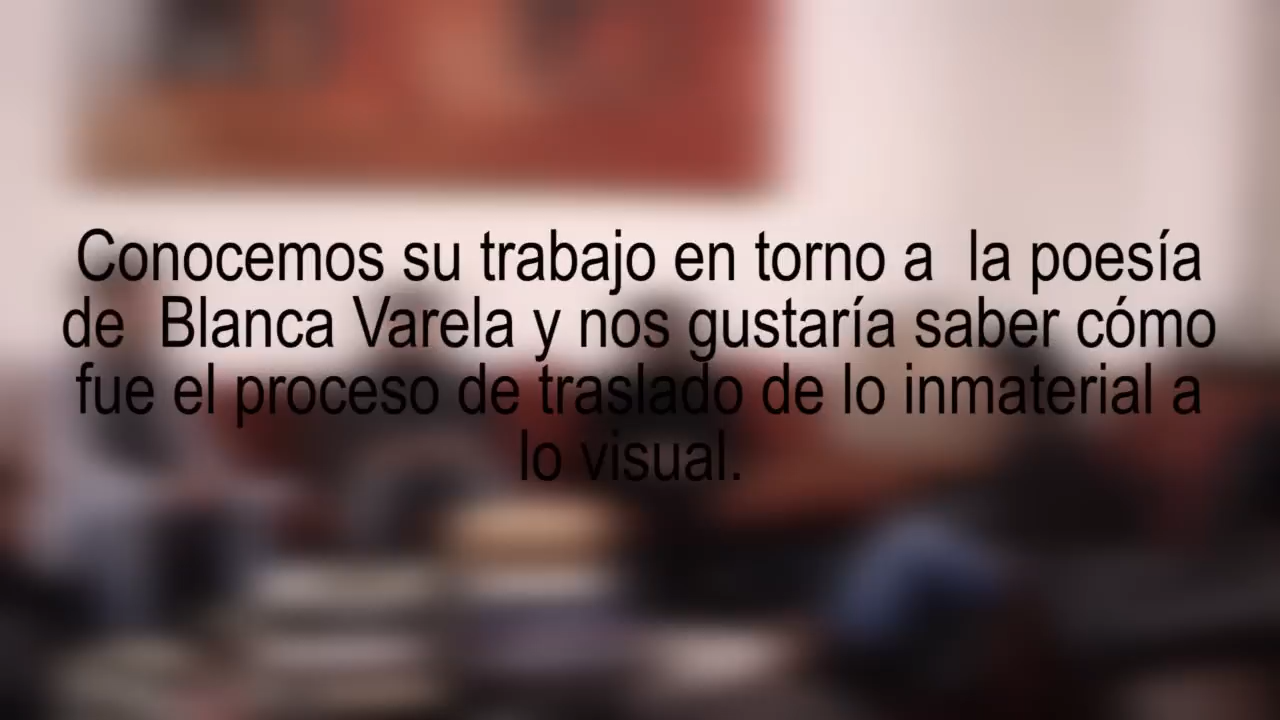 Conocemos su trabajo en torno a  la poesía
de  Blanca Varela y nos gustaría saber cómo
fue el proceso de traslado de lo inmaterial a
lo visual.